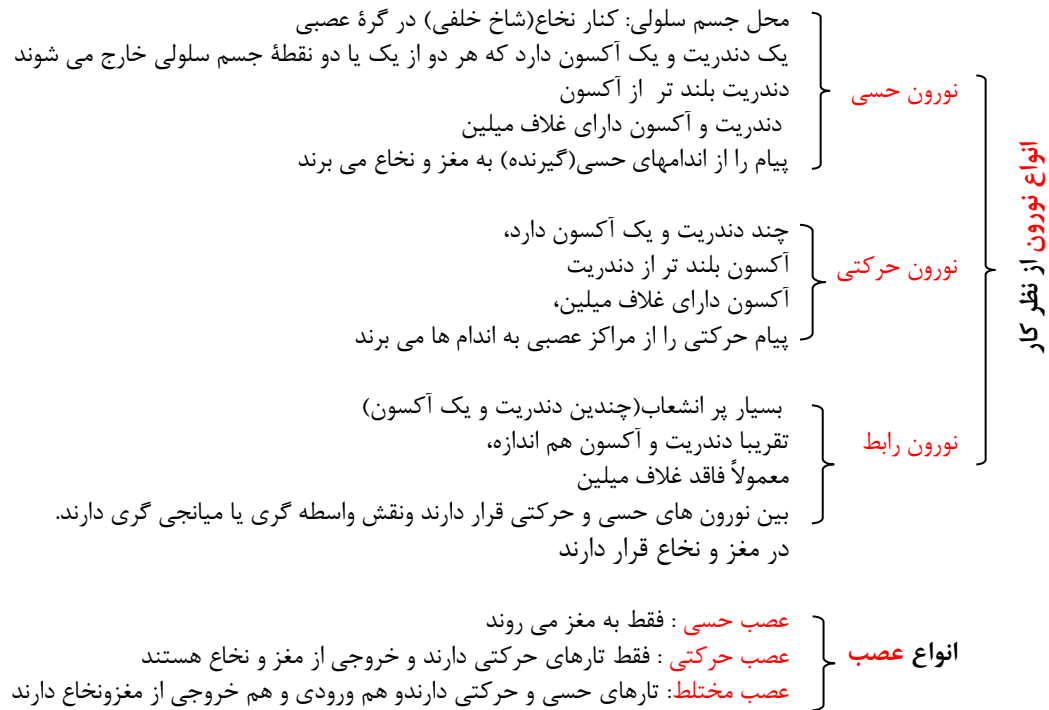 انواع نورون از نظر کار
نورون حسی
محل جسم سلولی: کنار نخاع(شاخ خلفی) در گرۀ عصبی
یک دندریت و یک آکسون دارد که هر دو از یک یا دو نقطۀ جسم سلولی خارج می شوند
دندریت بلند تر از آکسون
دندریت و آکسون دارای غلاف میلین
پیام را از اندامهای حسی(گیرنده) به مغز و نخاع می برند
نورون حرکتی
چند دندریت و یک آکسون دارد،
آکسون بلند تر از دندریت
آکسون دارای غلاف میلین،
پیام حرکتی را از مراکز عصبی به اندام ها می برند
نورون رابط
بسیار پر انشعاب(چندین دندریت و یک آکسون)
تقریبا دندریت و آکسون هم اندازه،
معمولاً فاقد غلاف میلین
بین نورون های حسی و حرکتی قرار دارند ونقش واسطه گری یا میانجی گری دارند.
در مغز و نخاع قرار دارند
انواع عصب
عصب حسی : فقط به مغز می روند
عصب حرکتی : فقط تارهای حرکتی دارند و خروجی از مغز و نخاع هستند
عصب مختلط: تارهای حسی و حرکتی دارندو هم ورودی و هم خروجی از مغزونخاع دارند